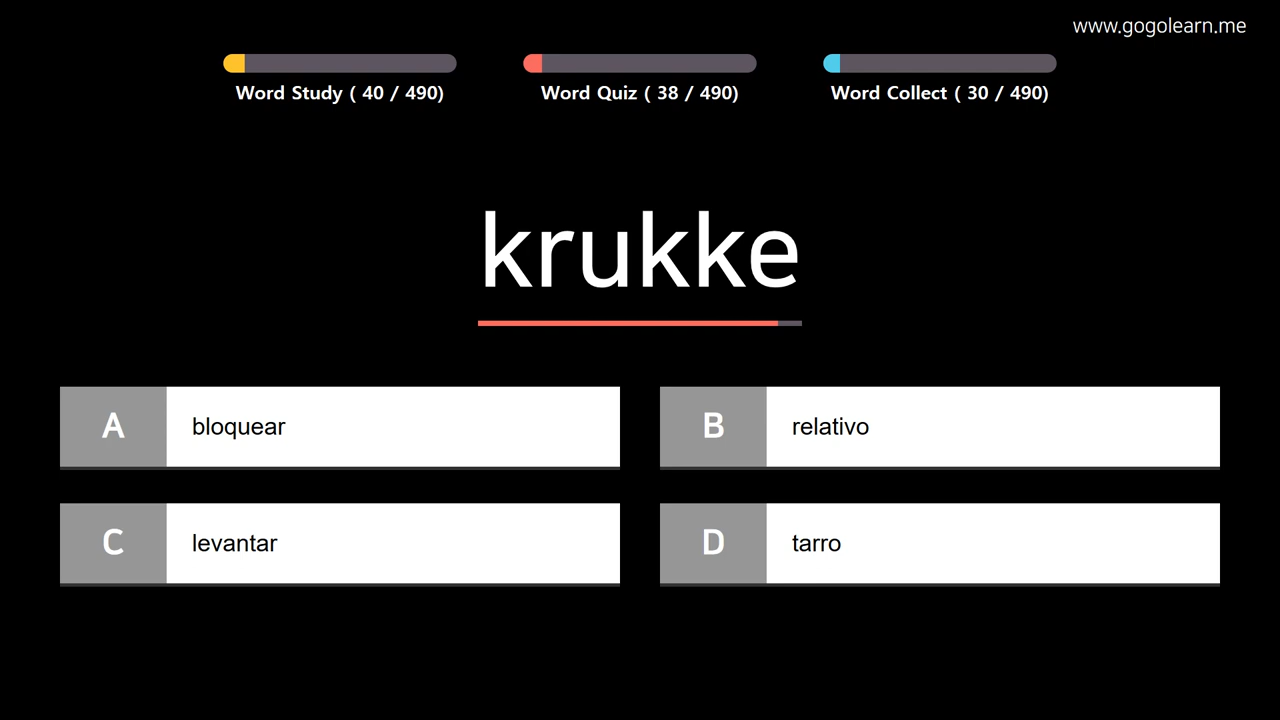 www.gogolearn.me
Word Study ( 40 / 490)
Word Quiz ( 38 / 490)
Word Collect ( 30 / 490)
krukke
A bloquear
B relativo
C levantar
D tarro